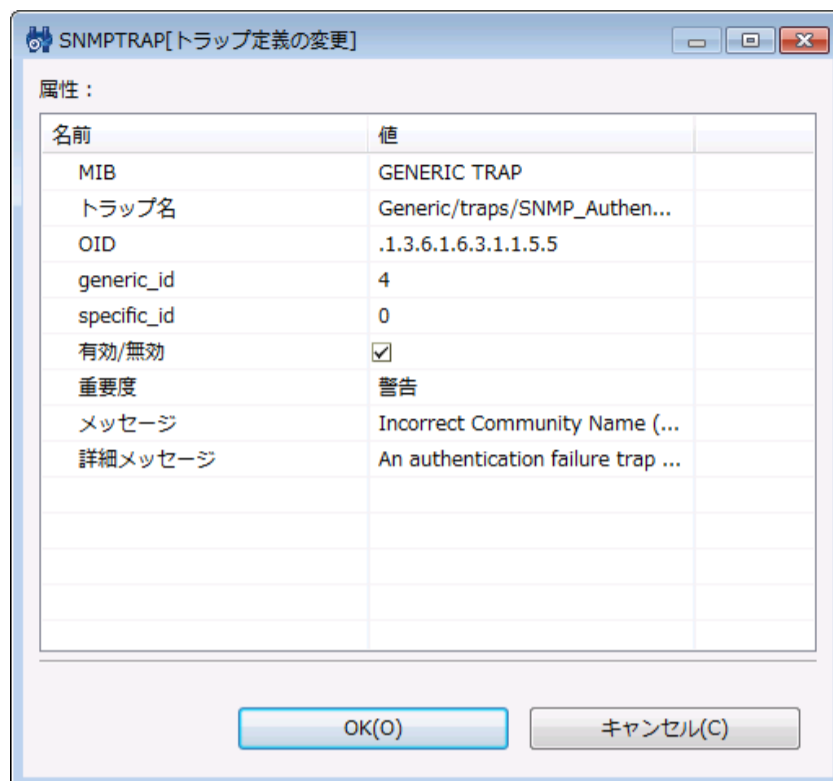 SNMPTRAP[トラップ定義の変更]
属性：
名前 値
MIB GENERIC TRAP
トラップ名 Generic/traps/SNMP_Authen...
OID .1.3.6.1.6.3.1.1.5.5
generic_id 4
specific_id 0
有効/無効
重要度 警告
メッセージ Incorrect Community Name (...
詳細メッセージ An authentication failure trap ...
OK(O) キャンセル(C)